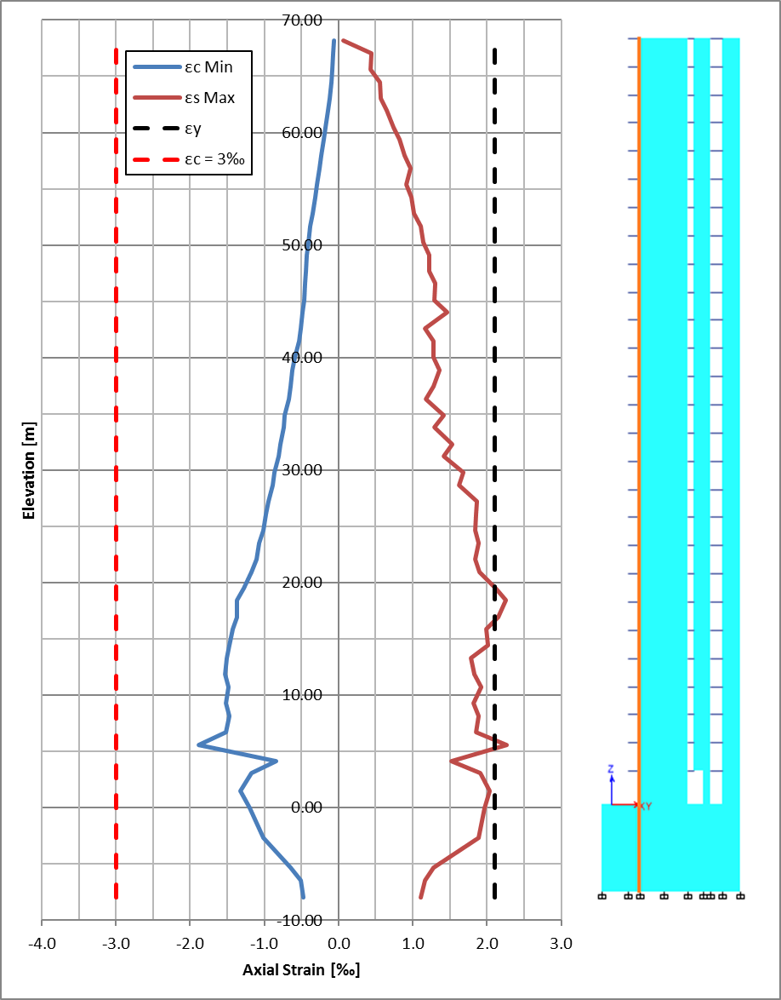 70.00
εc Min
εs Max
εy
εc = 3‰
60.00
50.00
40.00
30.00
20.00
10.00
0.00
-10.00
Elevation [m]
-4.0 -3.0 -2.0 -1.0 0.0 1.0 2.0 3.0
Axial Strain [‰]
Z
XY